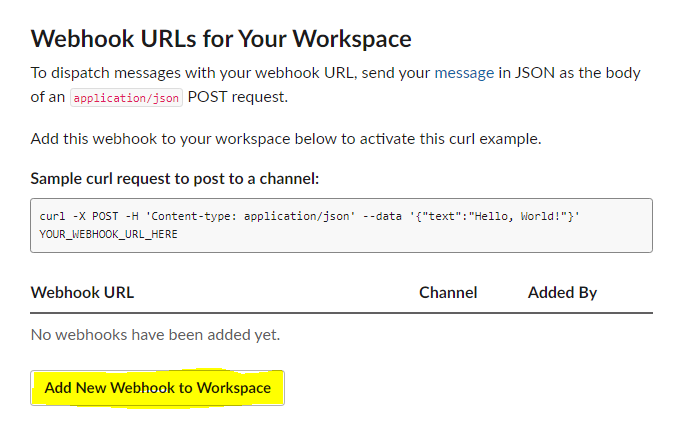 Webhook URLs for Your Workspace
To dispatch messages with your webhook URL, send your message in JSON as the body
of an application/json POST request.
Add this webhook to your workspace below to activate this curl example.
Sample curl request to post to a channel:
curl -X POST -H 'Content-type: application/json' --data '{"text":"Hello, World!"}'
YOUR_WEBHOOK_URL_HERE
Webhook URL Channel Added By
No webhooks have been added yet.
Add New Webhook to Workspace